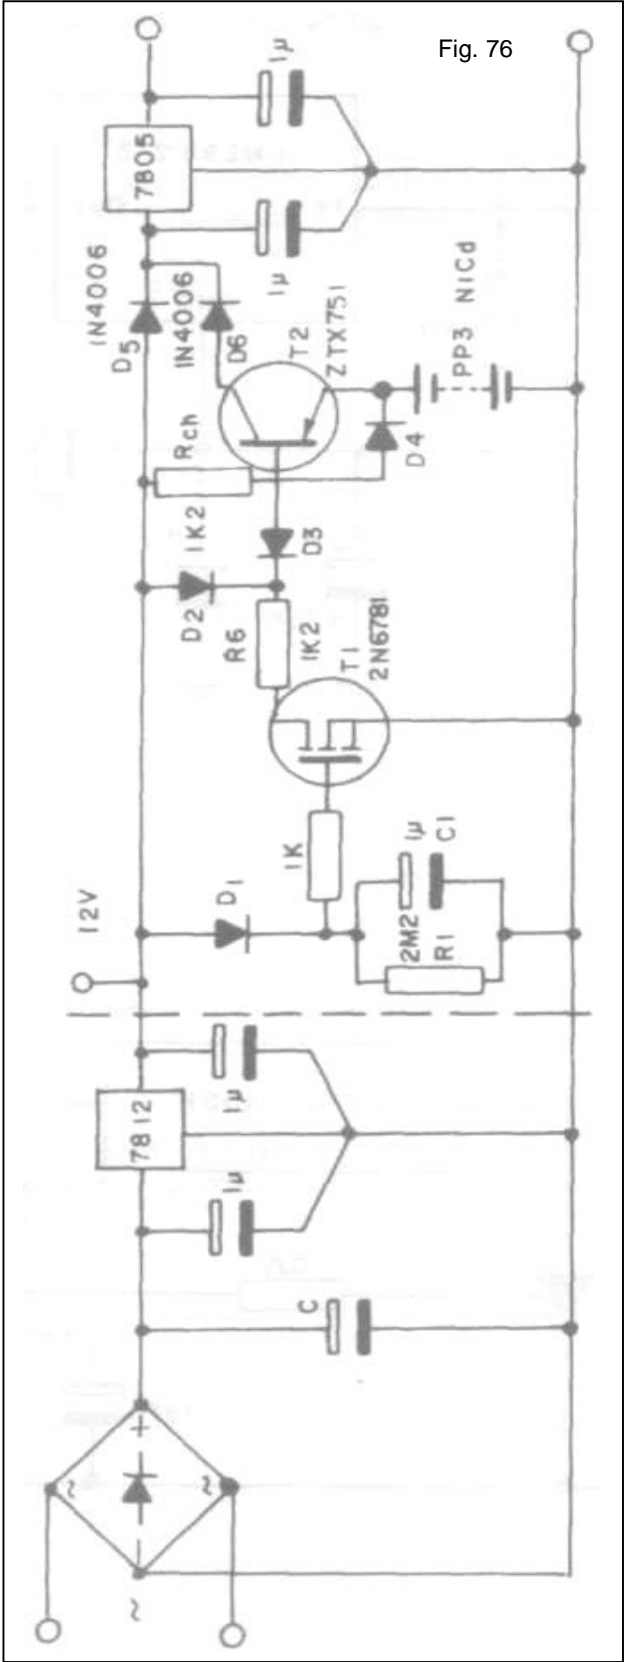 Fig. 76
~
~
~
+
−
C
1µ
7812
1µ
12V
D1
1K
2M2
R1
1µ
C1
D2
R6
1K2
T1
2N6781
1K2
Rch
D3
D4
1N4006
D5
1N4006
D6
T2
ZTX751
PP3 NiCd
1µ
7805
1µ